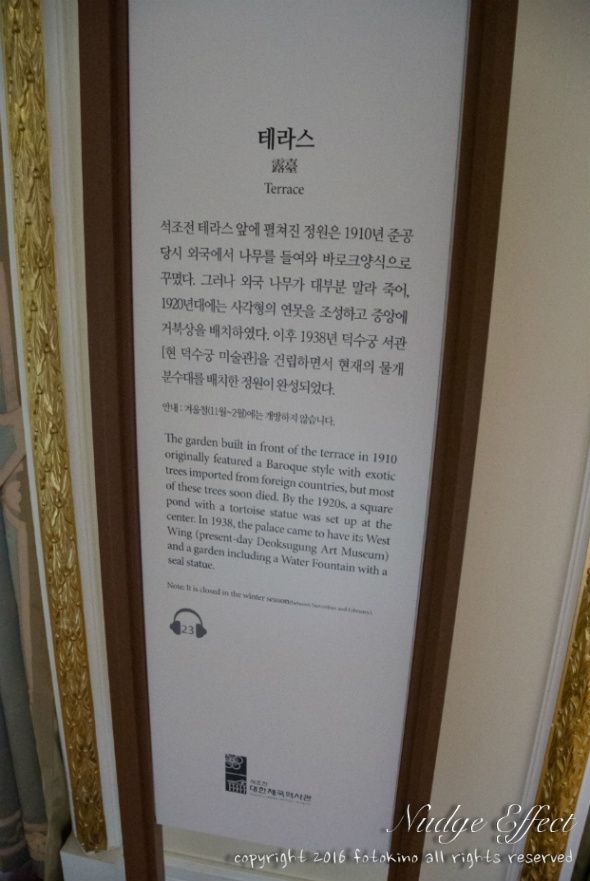 테라스
露臺
Terrace
석조전 테라스 앞에 펼쳐진 정원은 1910년 준공
당시 외국에서 나무를 들여와 바로크양식으로
꾸몄다. 그러나 외국 나무가 대부분 말라 죽어,
1920년대에는 사각형의 연못을 조성하고 중앙에
거북상을 배치하였다. 이후 1938년 덕수궁 서관
[현 덕수궁 미술관]을 건립하면서 현재의 물개
분수대를 배치한 정원이 완성되었다.
안내 : 겨울철(11월~2월)에는 개방하지 않습니다.
The garden built in front of the terrace in 1910
originally featured a Baroque style with exotic
trees imported from foreign countries, but most
of these trees soon died. By the 1920s, a square
pond with a tortoise statue was set up at the
center. In 1938, the palace came to have its West
Wing (present-day Deoksugung Art Museum)
and a garden including a Water Fountain with a
seal statue.
Note: It is closed in the winter season(between November and February).
23
석조전
대한제국역사관
Nudge Effect
copyright 2016 fotokino all rights reserved